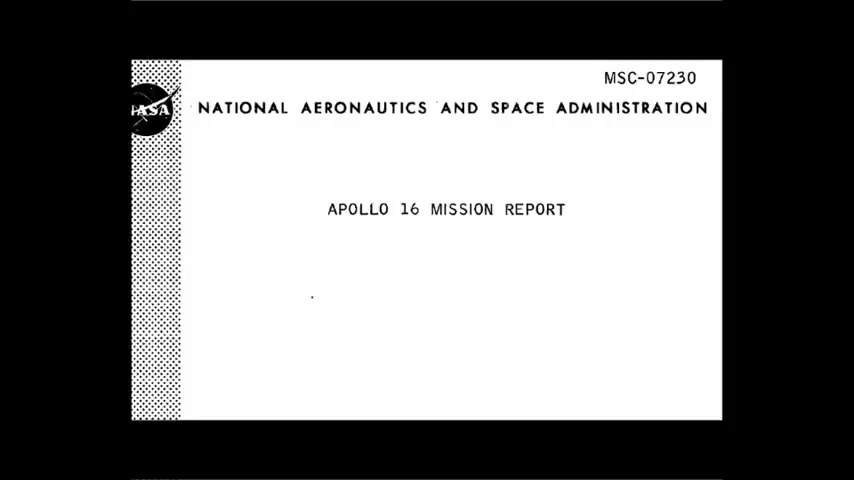 MSC-07230
NASA
NATIONAL AERONAUTICS AND SPACE ADMINISTRATION
APOLLO 16 MISSION REPORT